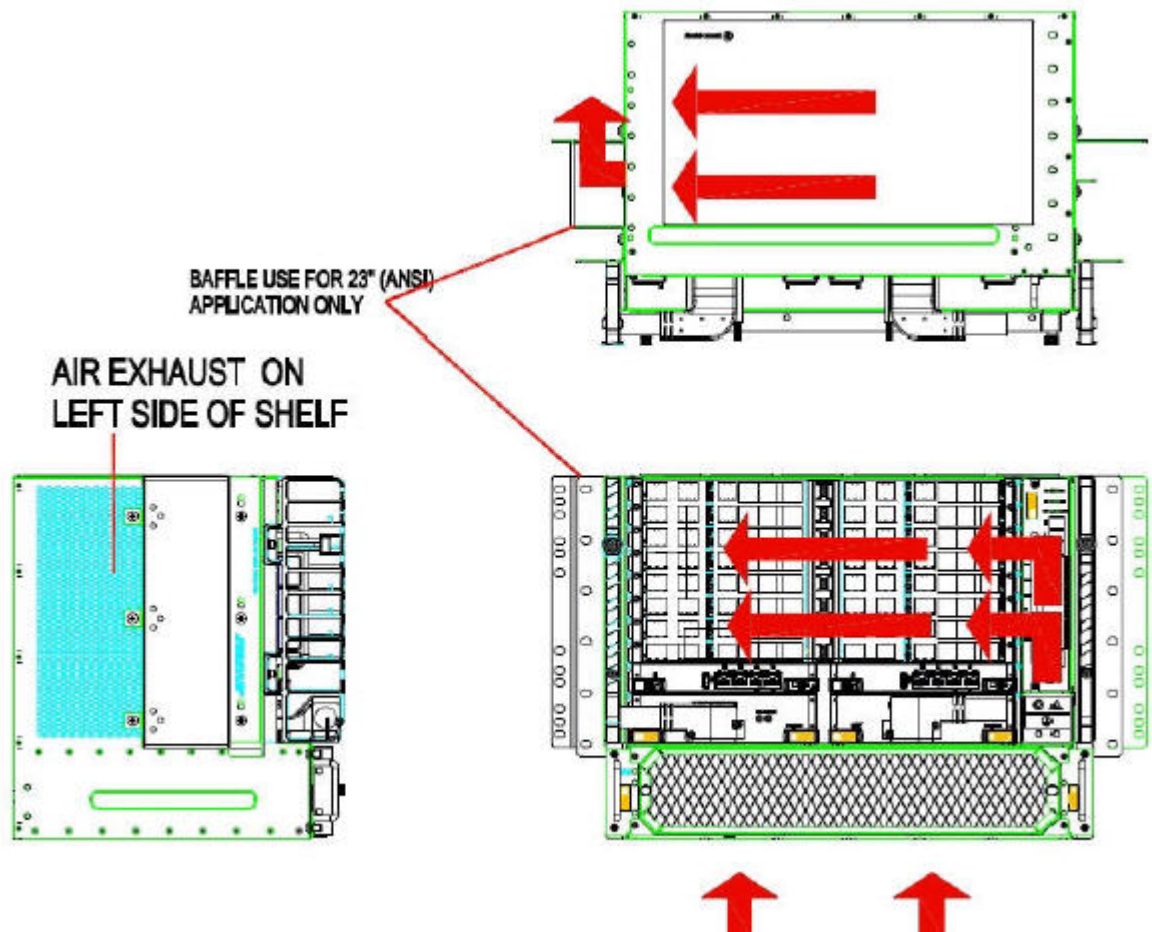 BAFFLE USE FOR 23" (ANSI)
APPLICATION ONLY
AIR EXHAUST ON
LEFT SIDE OF SHELF